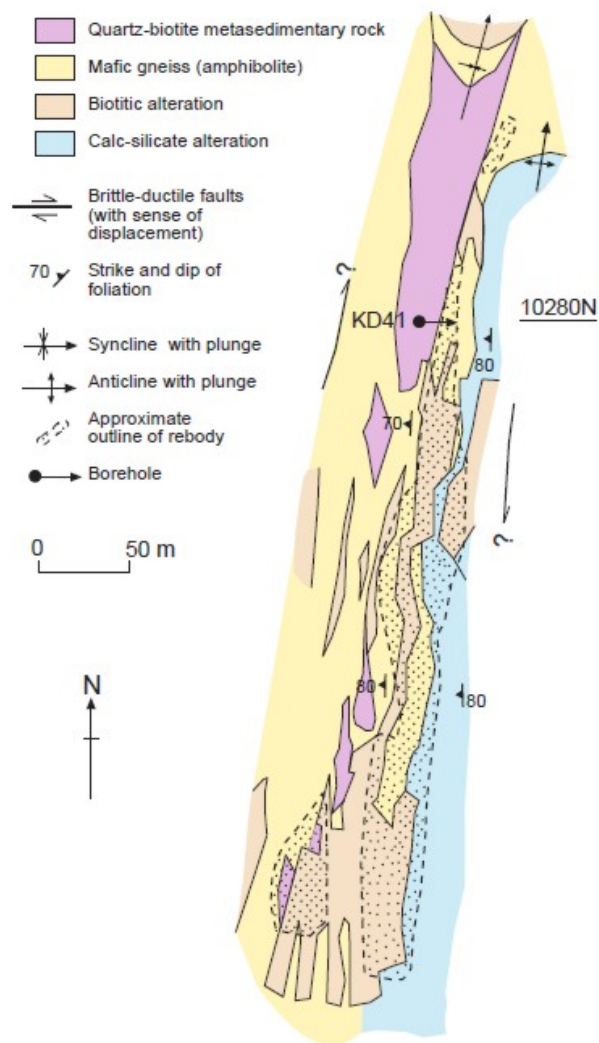 Quartz-biotite metasedimentary rock
Mafic gneiss (amphibolite)
Biotitic alteration
Calc-silicate alteration
Brittle-ductile faults
(with sense of
displacement)
70 Strike and dip of
foliation
Syncline with plunge
Anticline with plunge
Approximate
outline of rebody
Borehole
0 50 m
N
?
KD41
10280N
80
70
?
80
80